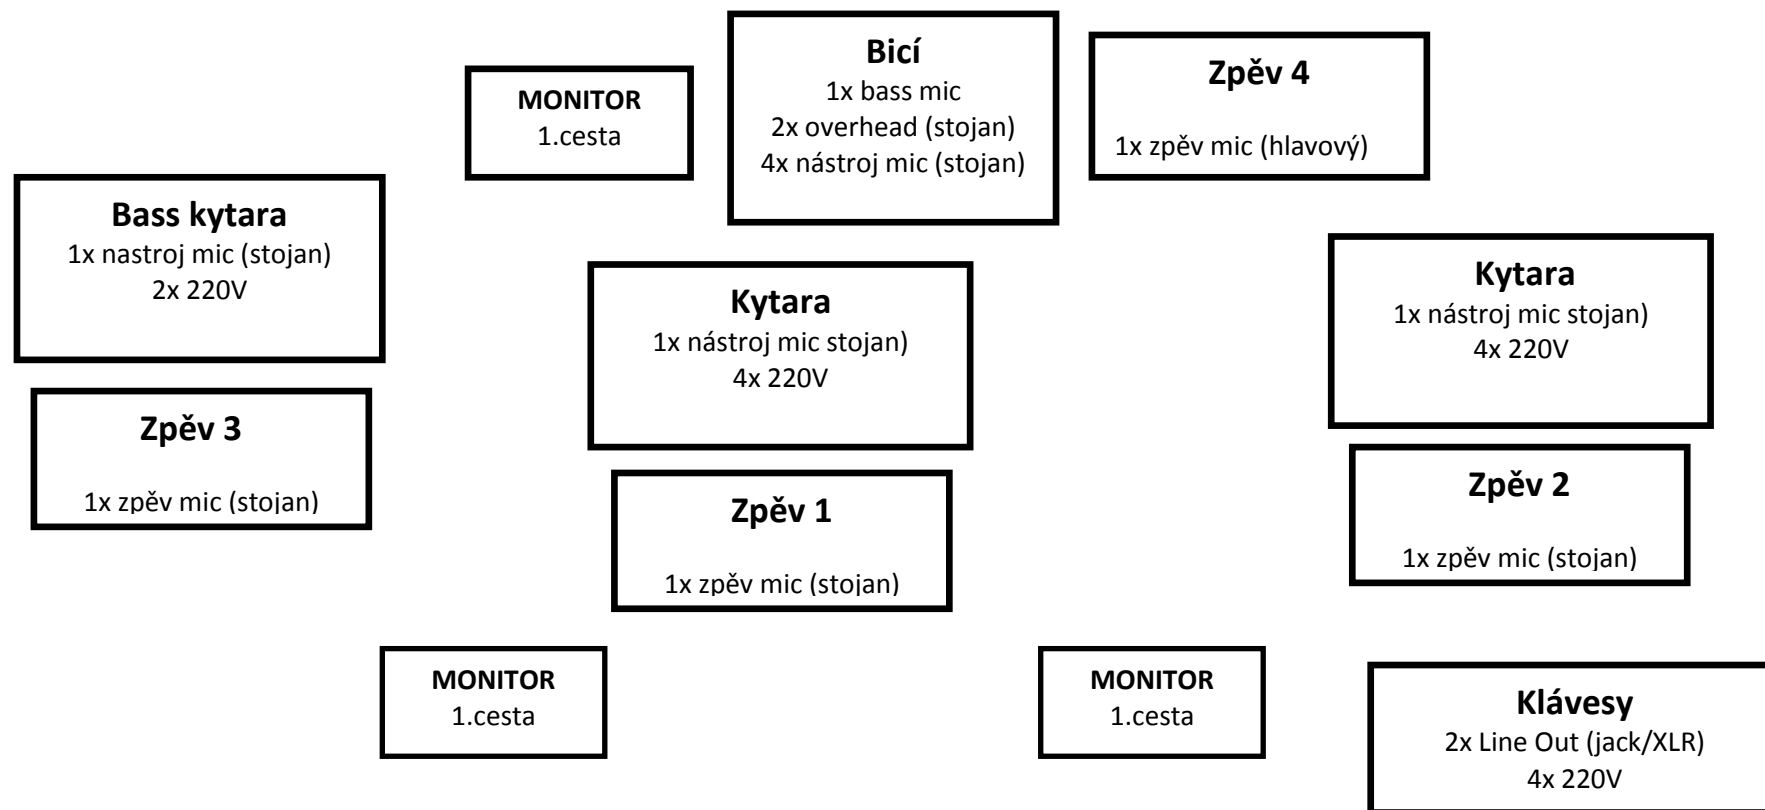 Bicí
1x bass mic
2x overhead (stojan)
4x nástroj mic (stojan)
Zpěv 4
1x zpěv mic (hlavový)
MONITOR
1.cesta
Bass kytara
1x nastroj mic (stojan)
2x 220V
Kytara
1x nástroj mic stojan)
4x 220V
Kytara
1x nástroj mic stojan)
4x 220V
Zpěv 3
1x zpěv mic (stojan)
Zpěv 1
1x zpěv mic (stojan)
Zpěv 2
1x zpěv mic (stojan)
MONITOR
1.cesta
MONITOR
1.cesta
Klávesy
2x Line Out (jack/XLR)
4x 220V